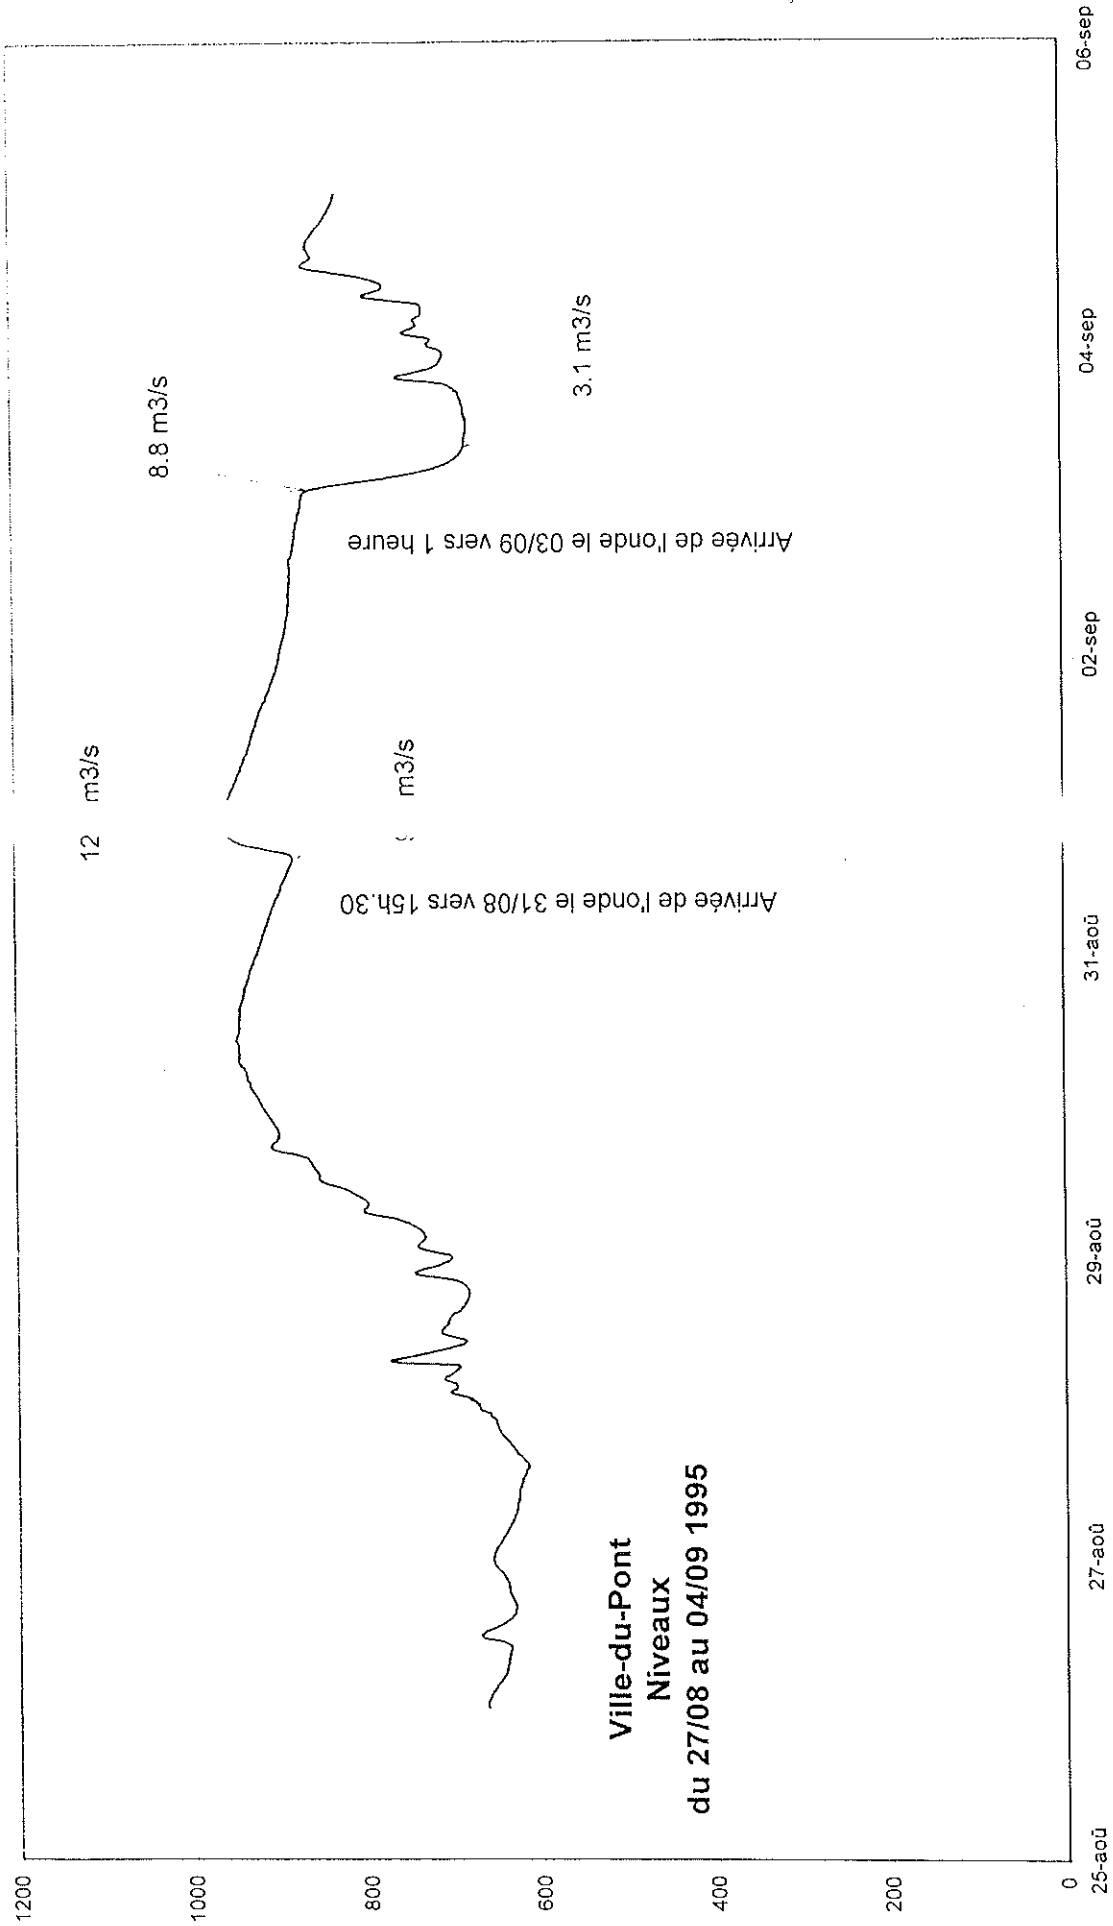 Ville-du-Pont
Niveaux
du 27/08 au 04/09 1995
1200
1000
800
600
400
200
0
25-aoû
27-aoû
29-aoû
31-aoû
02-sep
04-sep
06-sep
12 m3/s
m3/s
8.8 m3/s
3.1 m3/s
Arrivée de l'onde le 31/08 vers 15h.30
Arrivée de l'onde le 03/09 vers 1 heure